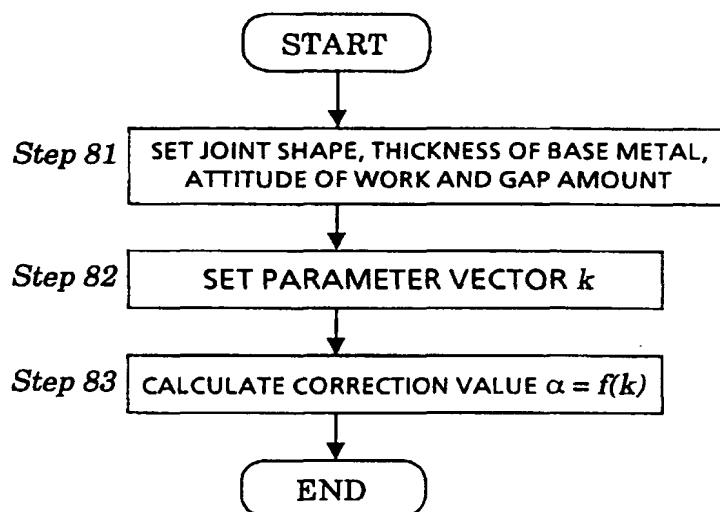 START
Step 81
SET JOINT SHAPE, THICKNESS OF BASE METAL,
ATTITUDE OF WORK AND GAP AMOUNT
Step 82
SET PARAMETER VECTOR k
Step 83
CALCULATE CORRECTION VALUE α = f(k)
END